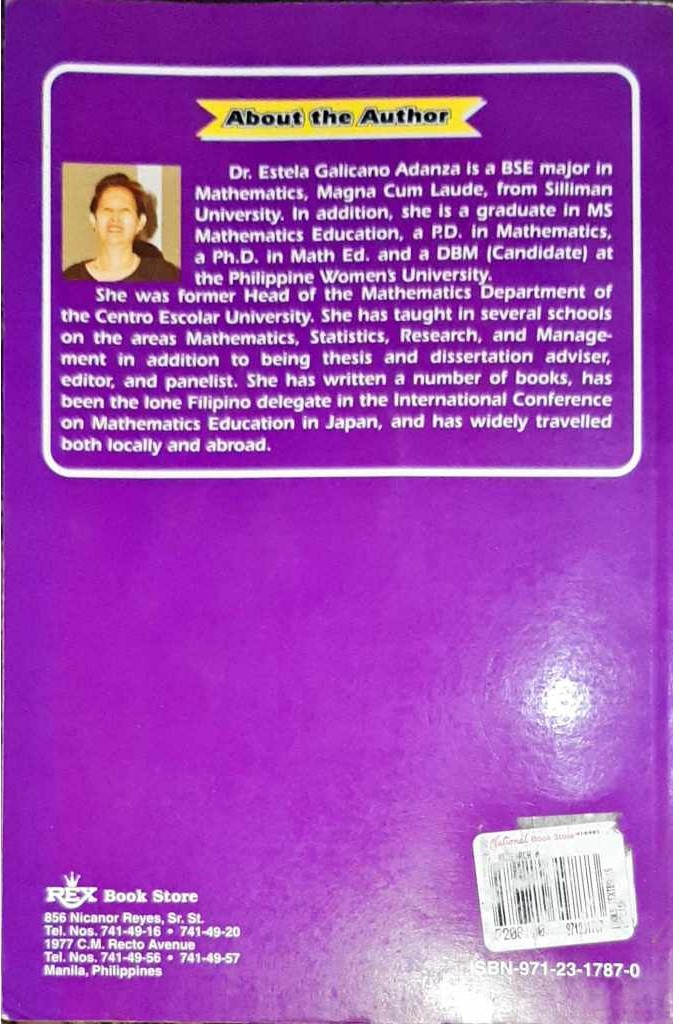 About the Author
Dr. Estela Galicano Adanza is a BSE major in
Mathematics, Magna Cum Laude, from Silliman
University. In addition, she is a graduate in MS
Mathematics Education, a P.D. in Mathematics,
a Ph.D. in Math Ed. and a DBM (Candidate) at
the Philippine Women's University.
She was former Head of the Mathematics Department of
the Centro Escolar University. She has taught in several schools
on the areas Mathematics, Statistics, Research, and Manage-
ment in addition to being thesis and dissertation adviser,
editor, and panelist. She has written a number of books, has
been the lone Filipino delegate in the International Conference
on Mathematics Education in Japan, and has widely travelled
both locally and abroad.
National Book Store
REX Book Store
856 Nicanor Reyes, Sr. St.
Tel. Nos. 741-49-16 • 741-49-20
1977 C.M. Recto Avenue
Tel. Nos. 741-49-56 • 741-49-57
Manila, Philippines
ISBN-971-23-1787-0